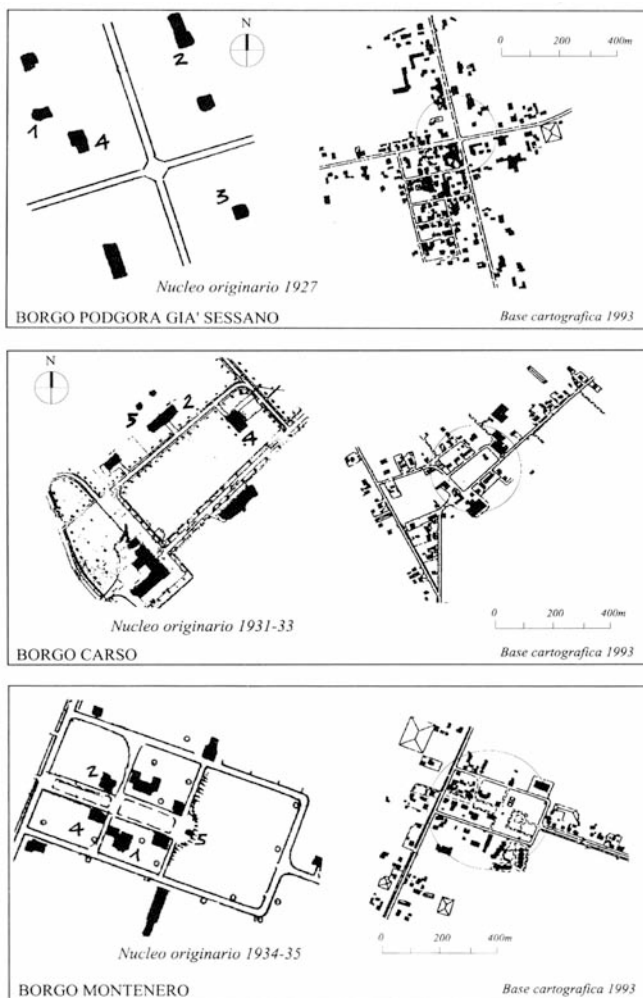 N
2
1
4
3
0 200 400m
Nucleo originario 1927
BORGO PODGORA GIÀ' SESSANO
Base cartografica 1993
N
2
5
4
1
0 200 400m
Nucleo originario 1931-33
BORGO CARSO
Base cartografica 1993
2
4
1
5
0 200 400m
Nucleo originario 1934-35
BORGO MONTENERO
Base cartografica 1993